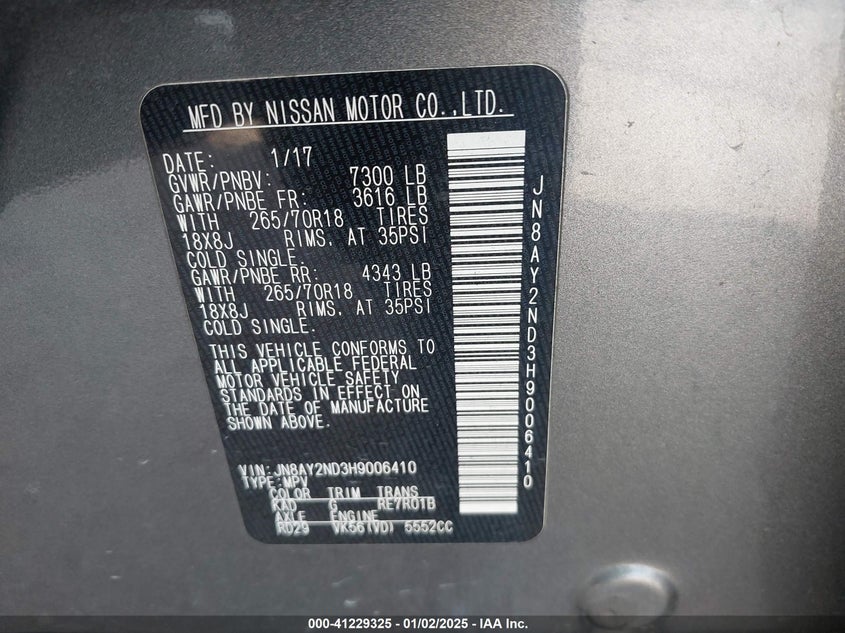 MFD BY NISSAN MOTOR CO.,LTD.
DATE: 1/17
GVWR/PNBV: 7300 LB
GAWR/PNBE FR: 3616 LB
WITH 265/70R18 TIRES
18X8J RIMS, AT 35PSI
COLD SINGLE.
GAWR/PNBE RR: 4343 LB
WITH 265/70R18 TIRES
18X8J RIMS, AT 35PSI
COLD SINGLE.
THIS VEHICLE CONFORMS TO
ALL APPLICABLE FEDERAL
MOTOR VEHICLE SAFETY
STANDARDS IN EFFECT ON
THE DATE OF MANUFACTURE
SHOWN ABOVE.
VIN:JN8AY2ND3H9006410
TYPE:MPV
COLOR TRIM TRANS
KAD G RE7R01B
AXLE ENGINE
RD29 VK56(VD) 5552CC
JN8AY2ND3H9006410
000-41229325 - 01/02/2025 - IAA Inc.